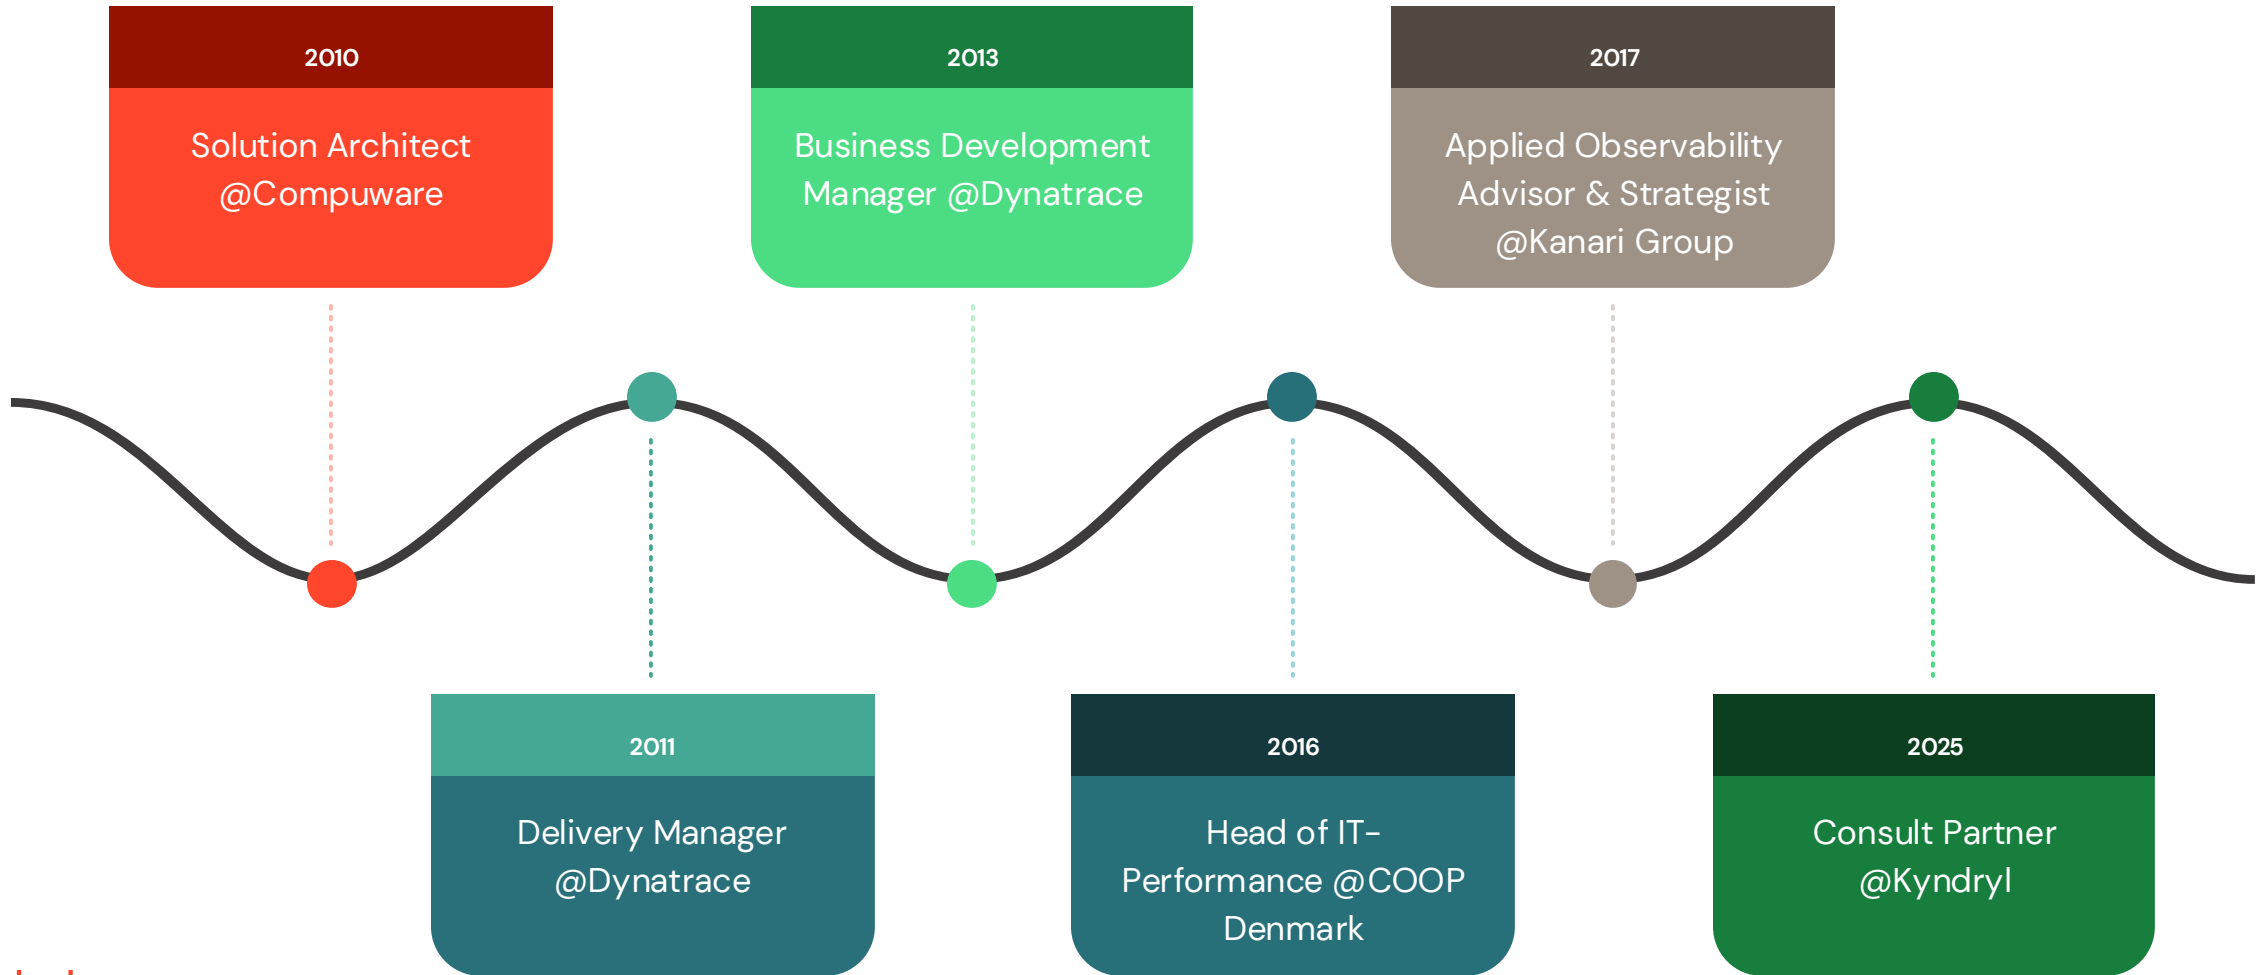 2010
Solution Architect
@Compuware
2013
Business Development
Manager @Dynatrace
2017
Applied Observability
Advisor & Strategist
@Kanari Group
2011
Delivery Manager
@Dynatrace
2016
Head of IT-
Performance @COOP
Denmark
2025
Consult Partner
@Kyndryl